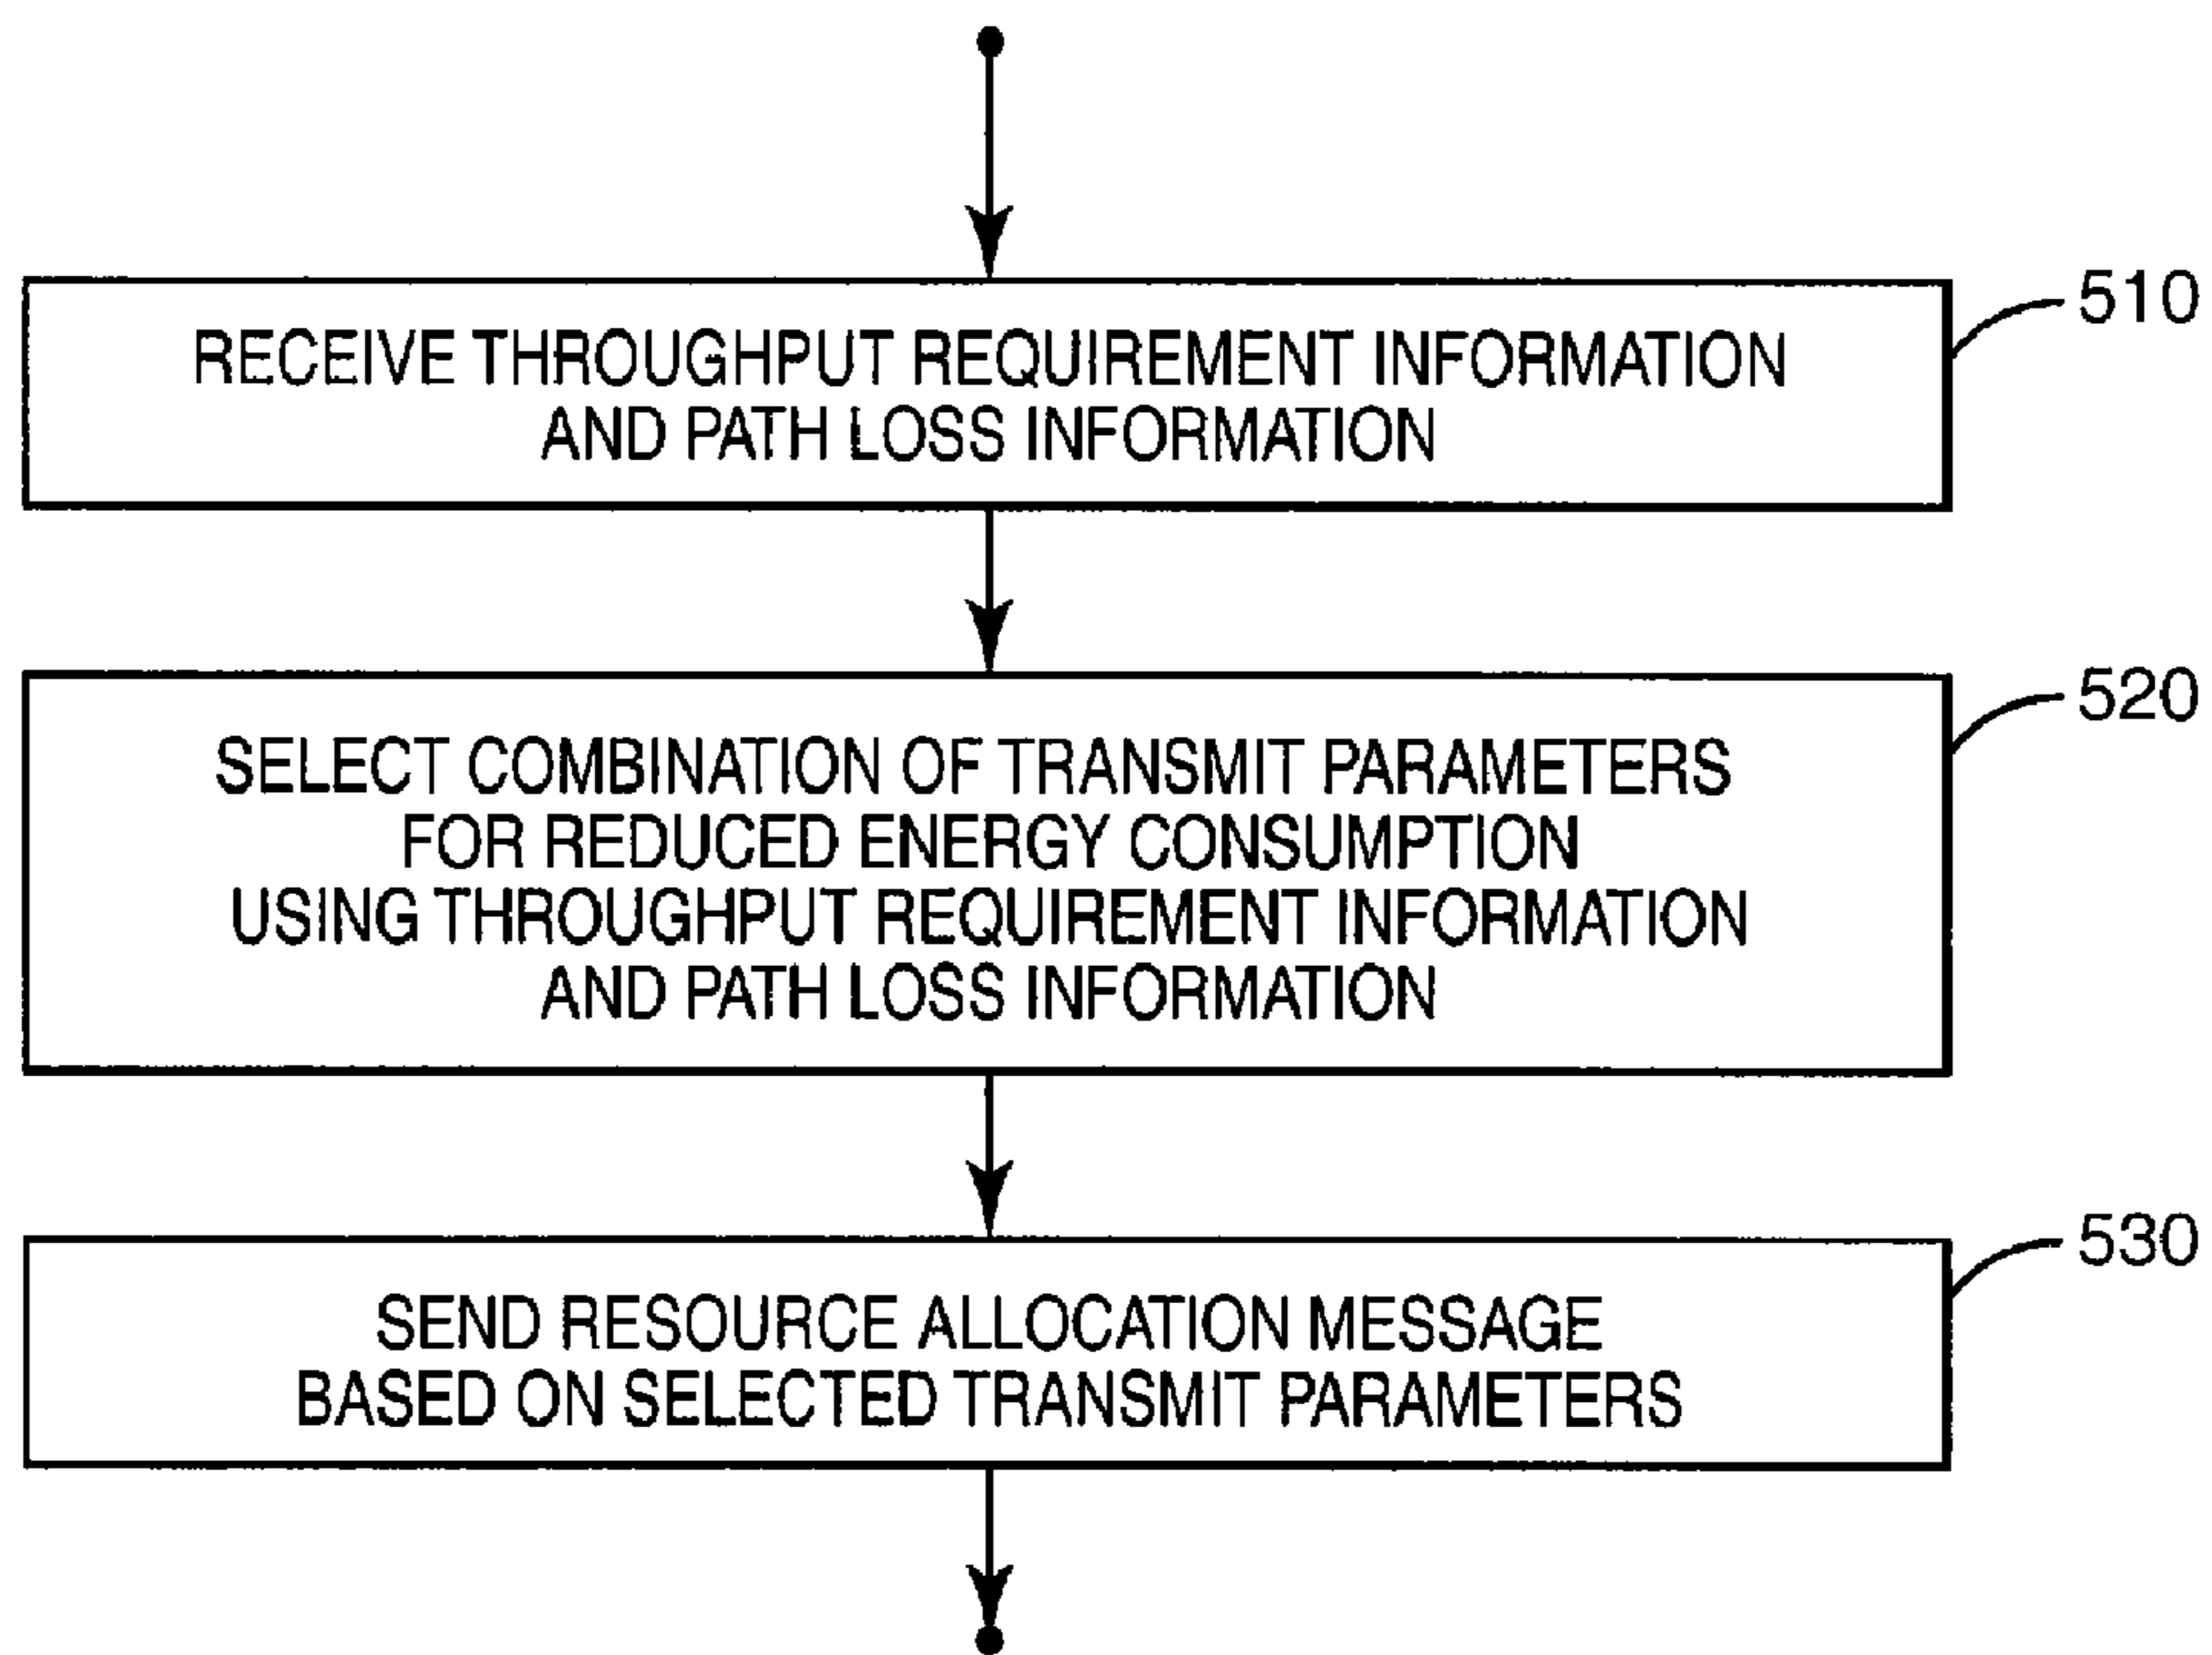 RECEIVE THROUGHPUT REQUIREMENT INFORMATION
AND PATH LOSS INFORMATION
510
SELECT COMBINATION OF TRANSMIT PARAMETERS
FOR REDUCED ENERGY CONSUMPTION
USING THROUGHPUT REQUIREMENT INFORMATION
AND PATH LOSS INFORMATION
520
SEND RESOURCE ALLOCATION MESSAGE
BASED ON SELECTED TRANSMIT PARAMETERS
530